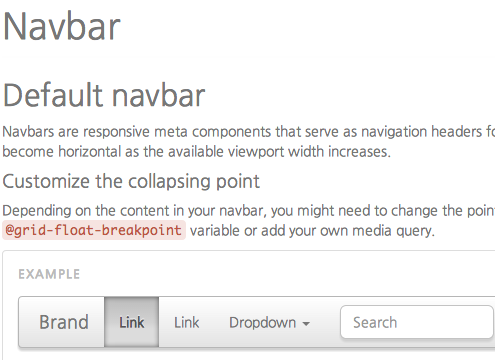 Navbar
Default navbar
Navbars are responsive meta components that serve as navigation headers
become horizontal as the available viewport width increases.
Customize the collapsing point
Depending on the content in your navbar, you might need to change the
@grid-float-breakpoint variable or add your own media query.
EXAMPLE
Brand Link Link Dropdown Search